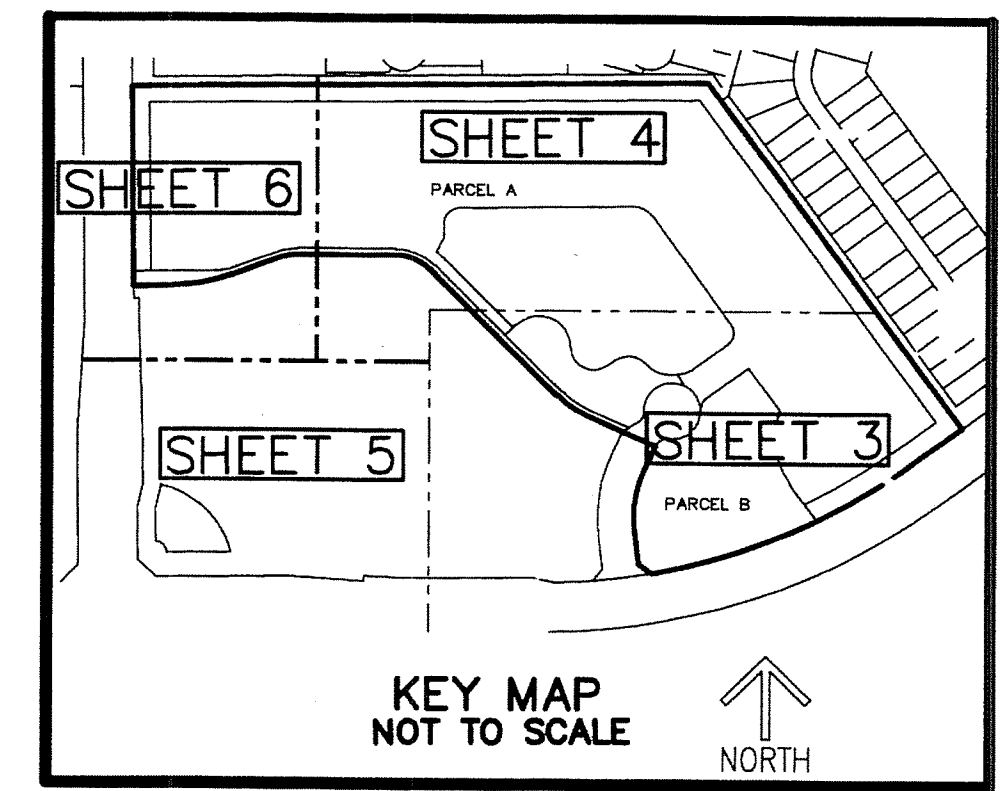 SHEET 4
SHEET 6
PARCEL A
SHEET 5
SHEET 3
PARCEL B
KEY MAP
NOT TO SCALE
NORTH